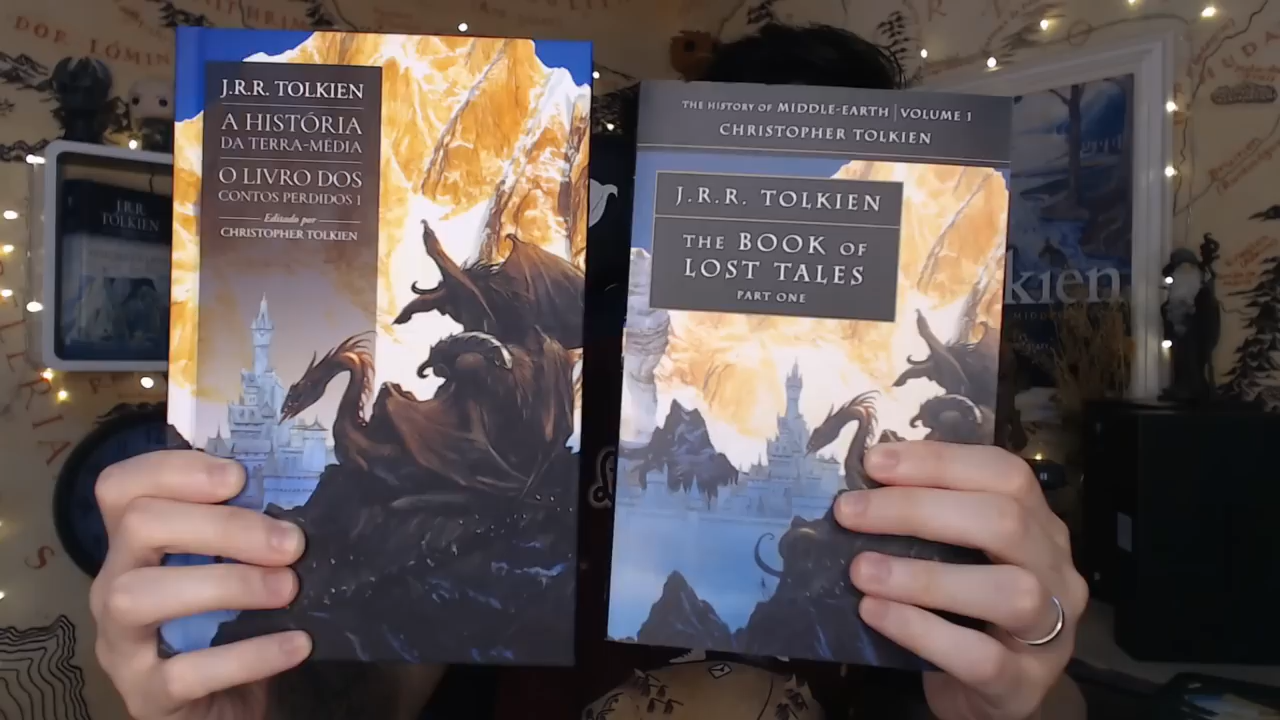 DOR LÓMIN
J.R.R. TOLKIEN
A HISTÓRIA
DA TERRA-MÉDIA
O LIVRO DOS
CONTOS PERDIDOS 1
Editado por
CHRISTOPHER TOLKIEN
THE HISTORY OF MIDDLE-EARTH | VOLUME 1
CHRISTOPHER TOLKIEN
J.R.R. TOLKIEN
THE BOOK OF
LOST TALES
PART ONE
J.R.R.
TOLKIEN
kien